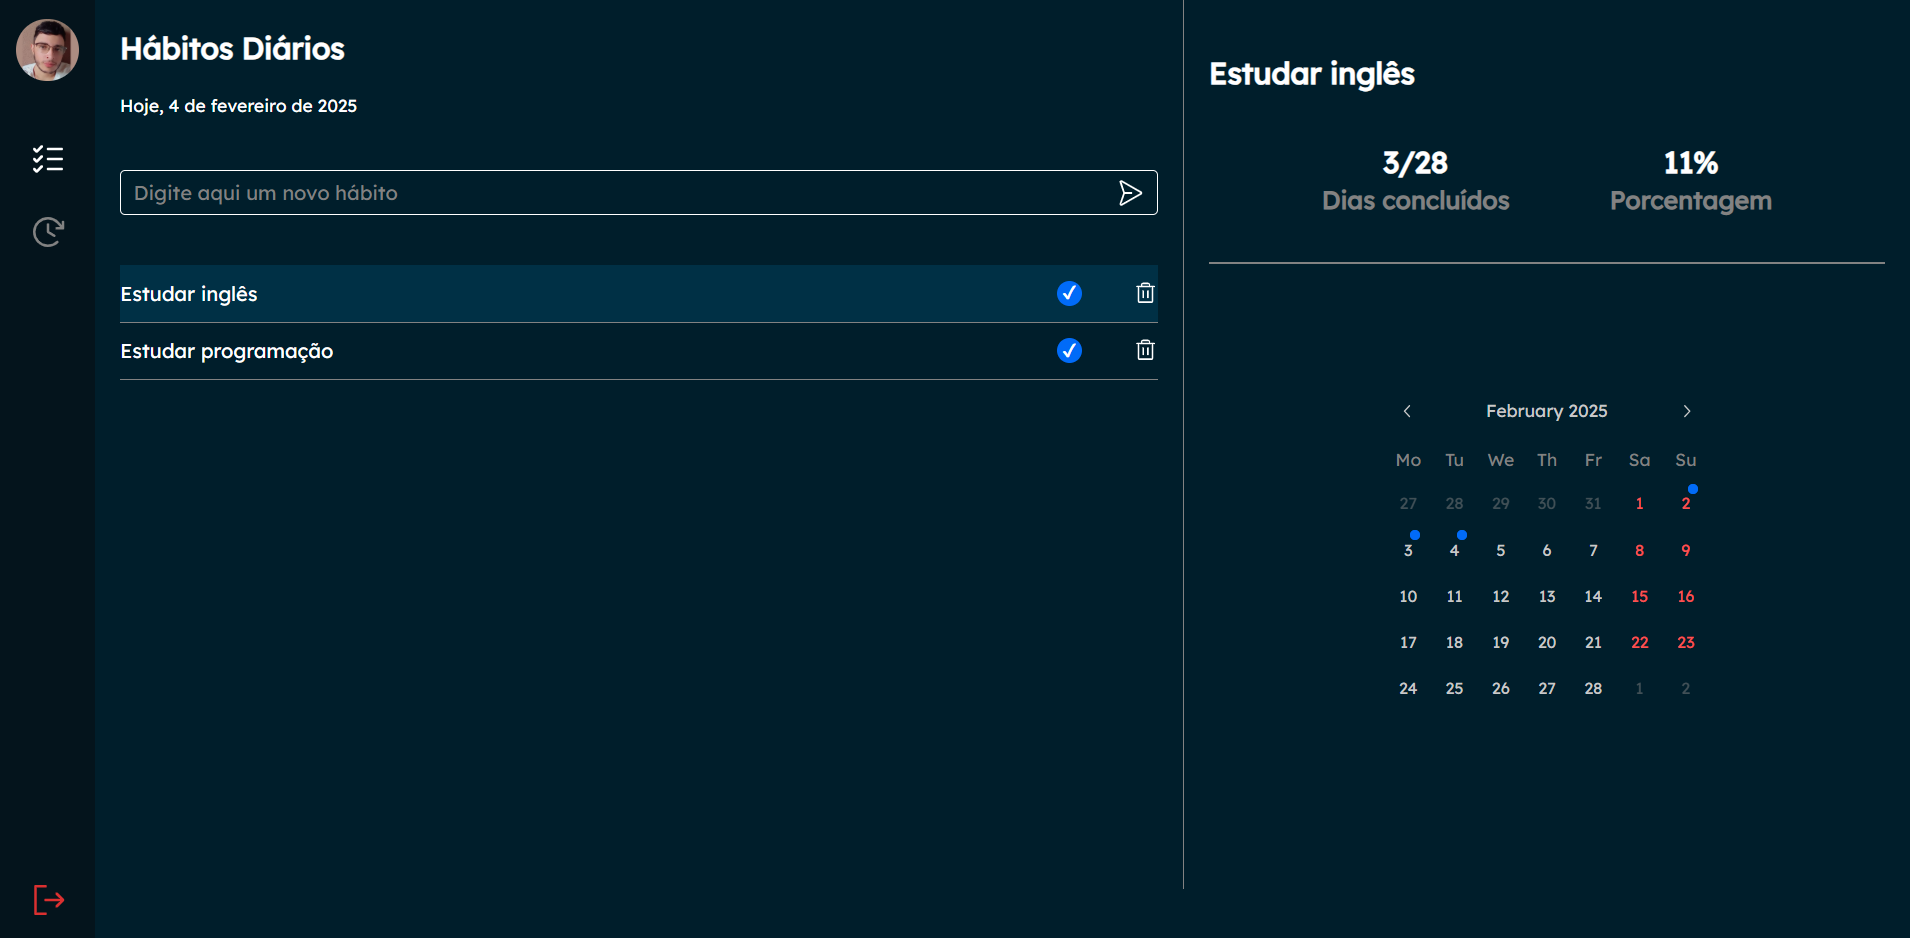 Hábitos Diários
Hoje, 4 de fevereiro de 2025
Digite aqui um novo hábito
Estudar inglês
Estudar programação
Estudar inglês
3/28 11%
Dias concluídos Porcentagem
February 2025
Mo Tu We Th Fr Sa Su
27 28 29 30 31 1 2
3 4 5 6 7 8 9
10 11 12 13 14 15 16
17 18 19 20 21 22 23
24 25 26 27 28 1 2